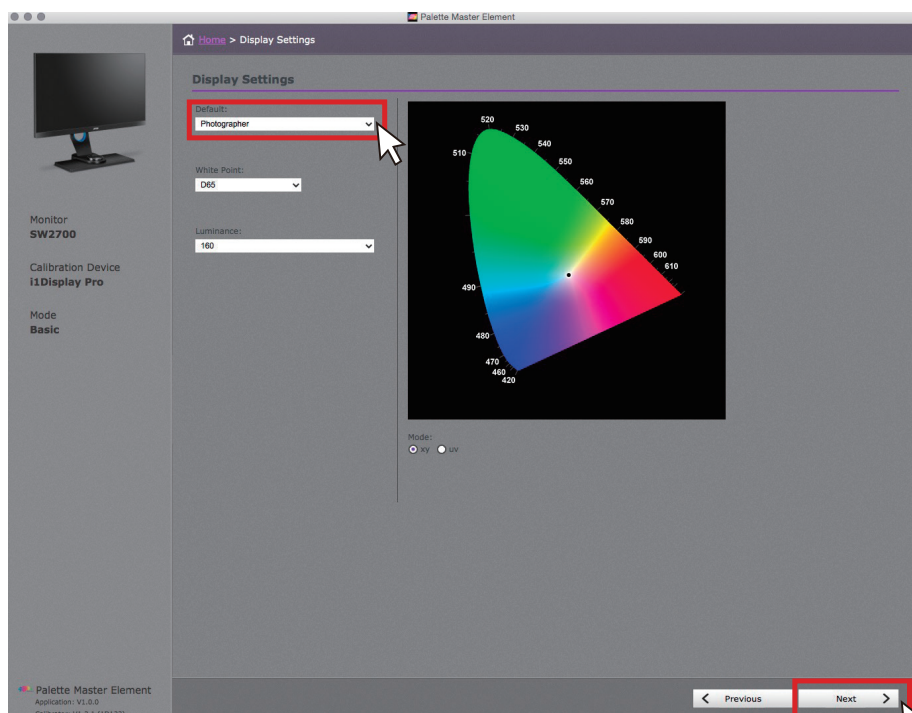 Palette Master Element
Home > Display Settings
Display Settings
Default:
Photographer
White Point:
D65
Luminance:
160
Monitor
SW2700
Calibration Device
i1Display Pro
Mode
Basic
520
530
540
510
550
560
570
580
590
600
610
490
480
470
460
420
Mode:
xy uv
Palette Master Element
Application: V1.0.0
Previous Next